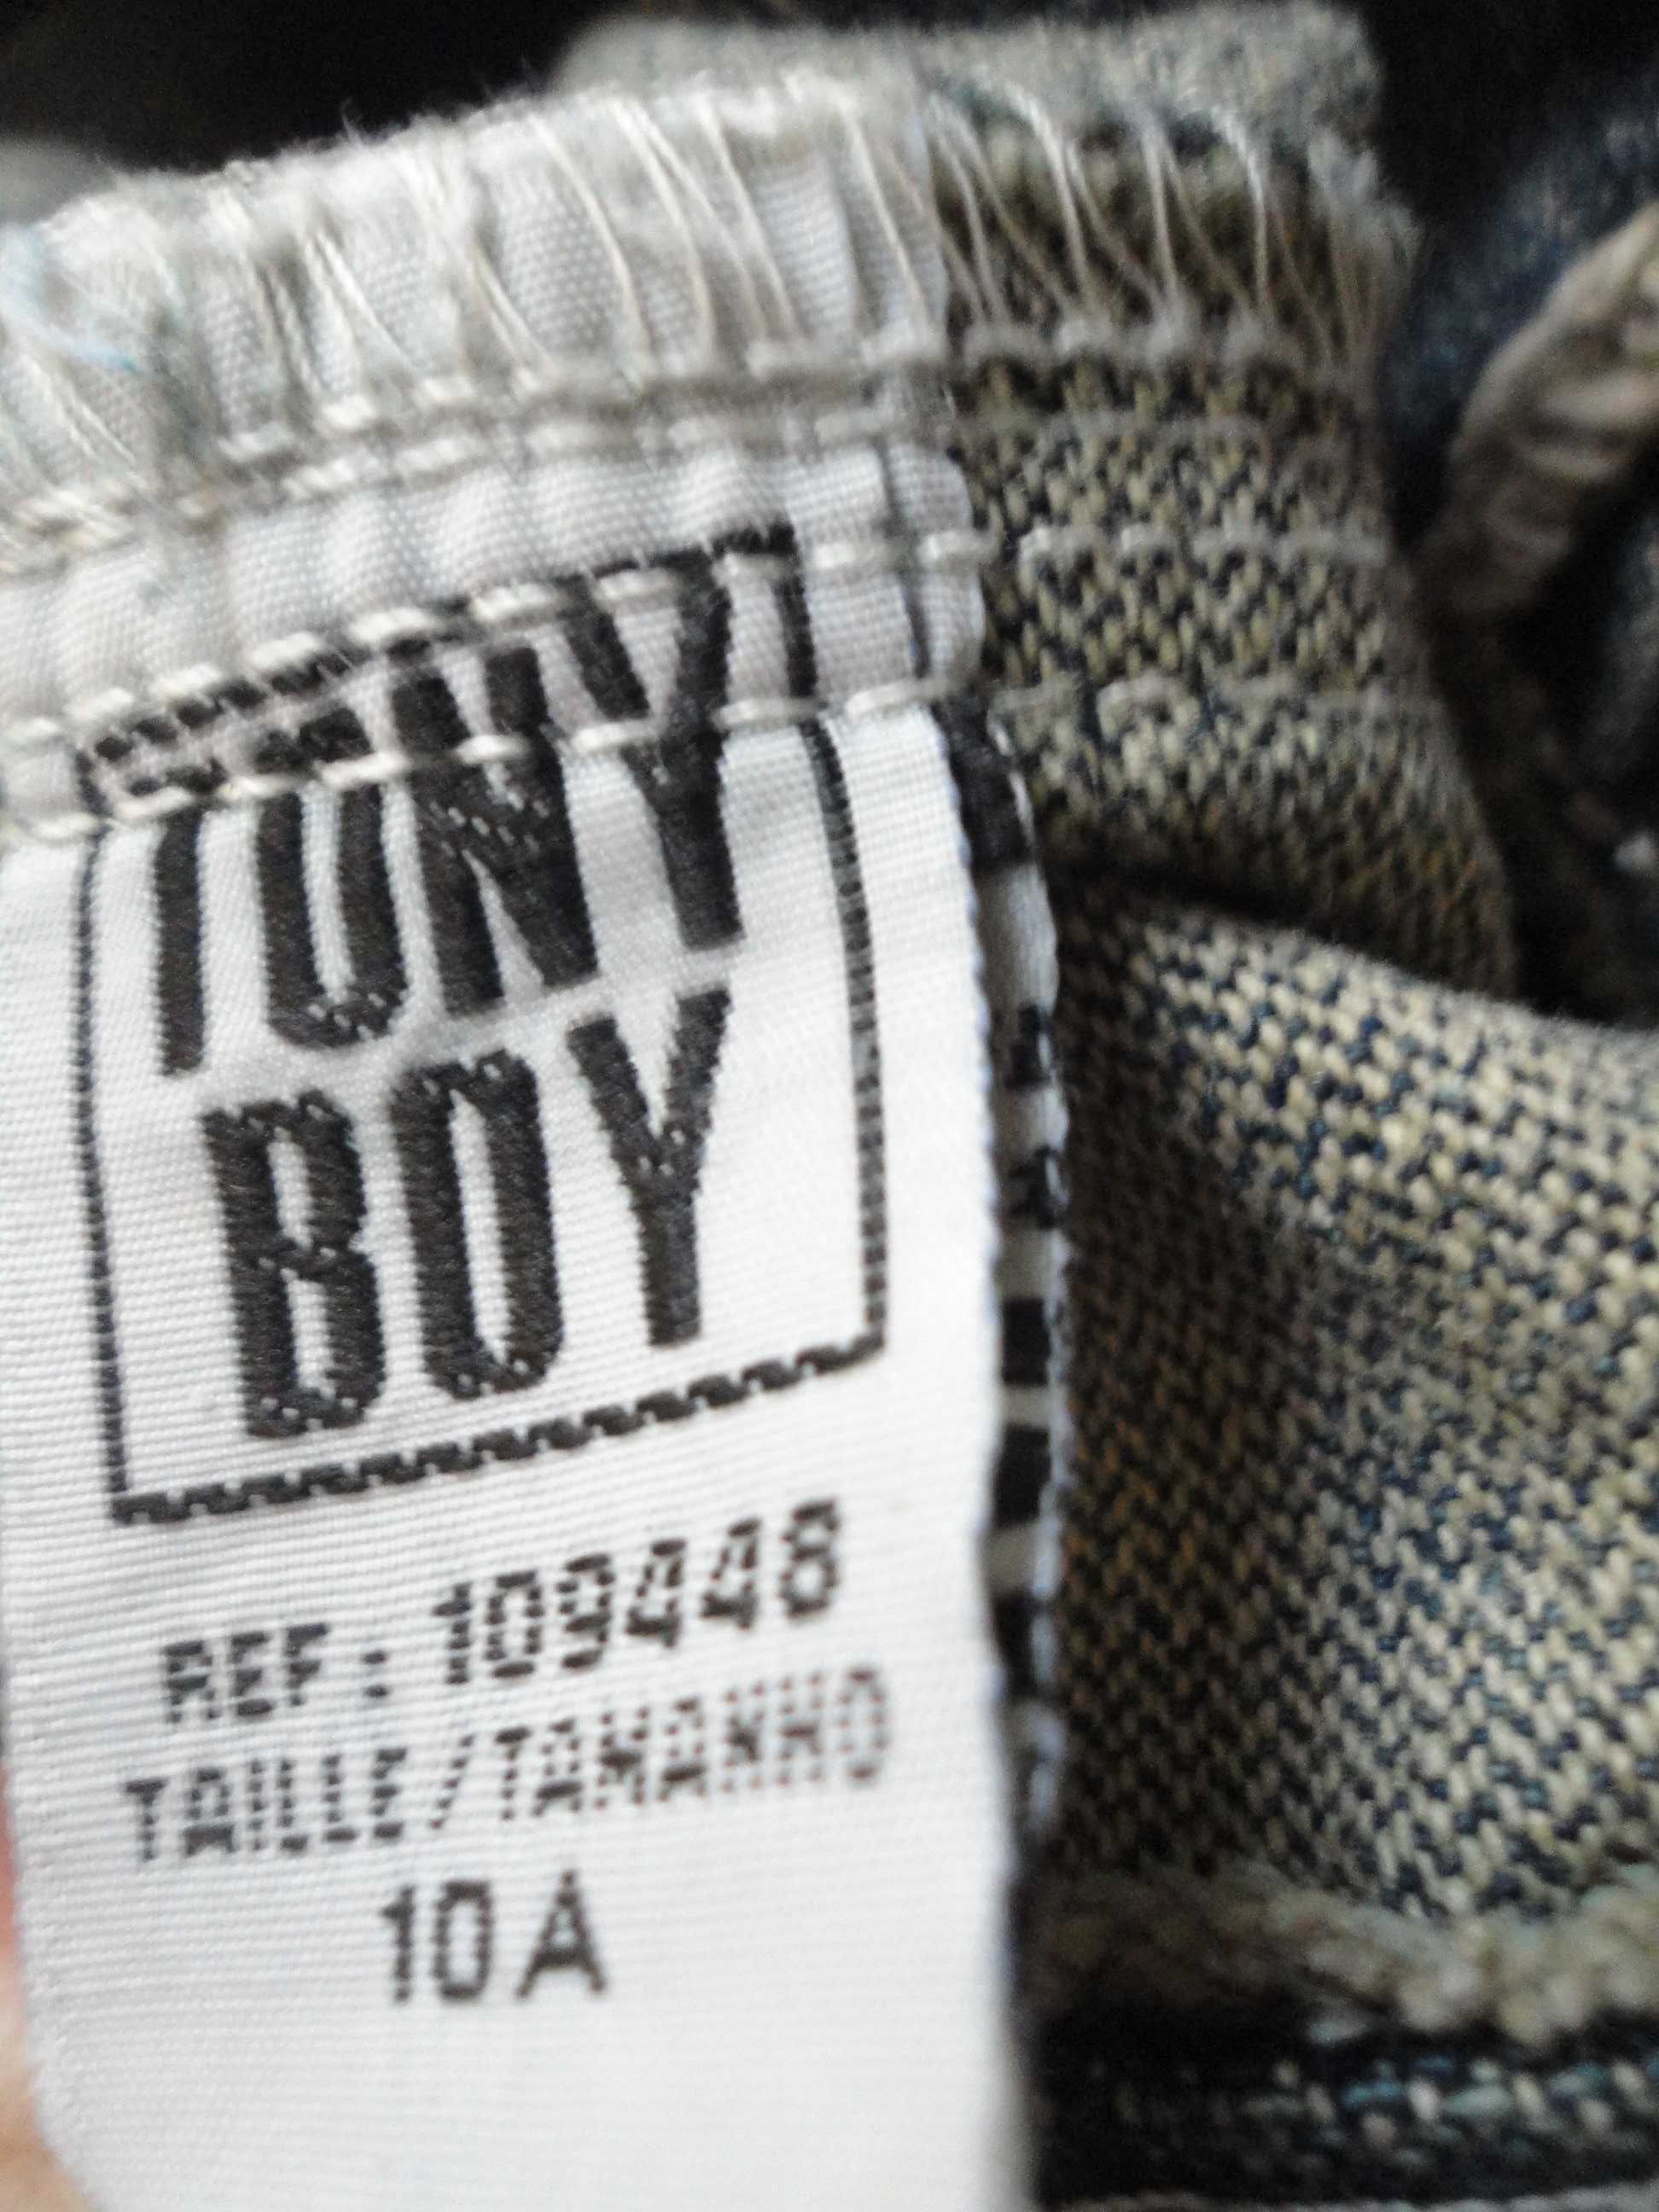 TONY
BOY
REF: 109448
TAILLE/TAMANHO
10A